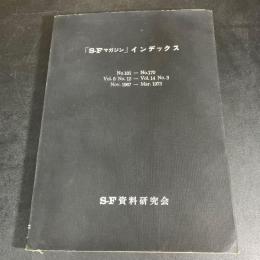 「S-Fマガジン」インデックス
No.101 — No.170
Vol. 8 No. 12 — Vol. 14 No. 3
Nov. 1967 — Mar. 1973
S-F資料研究会